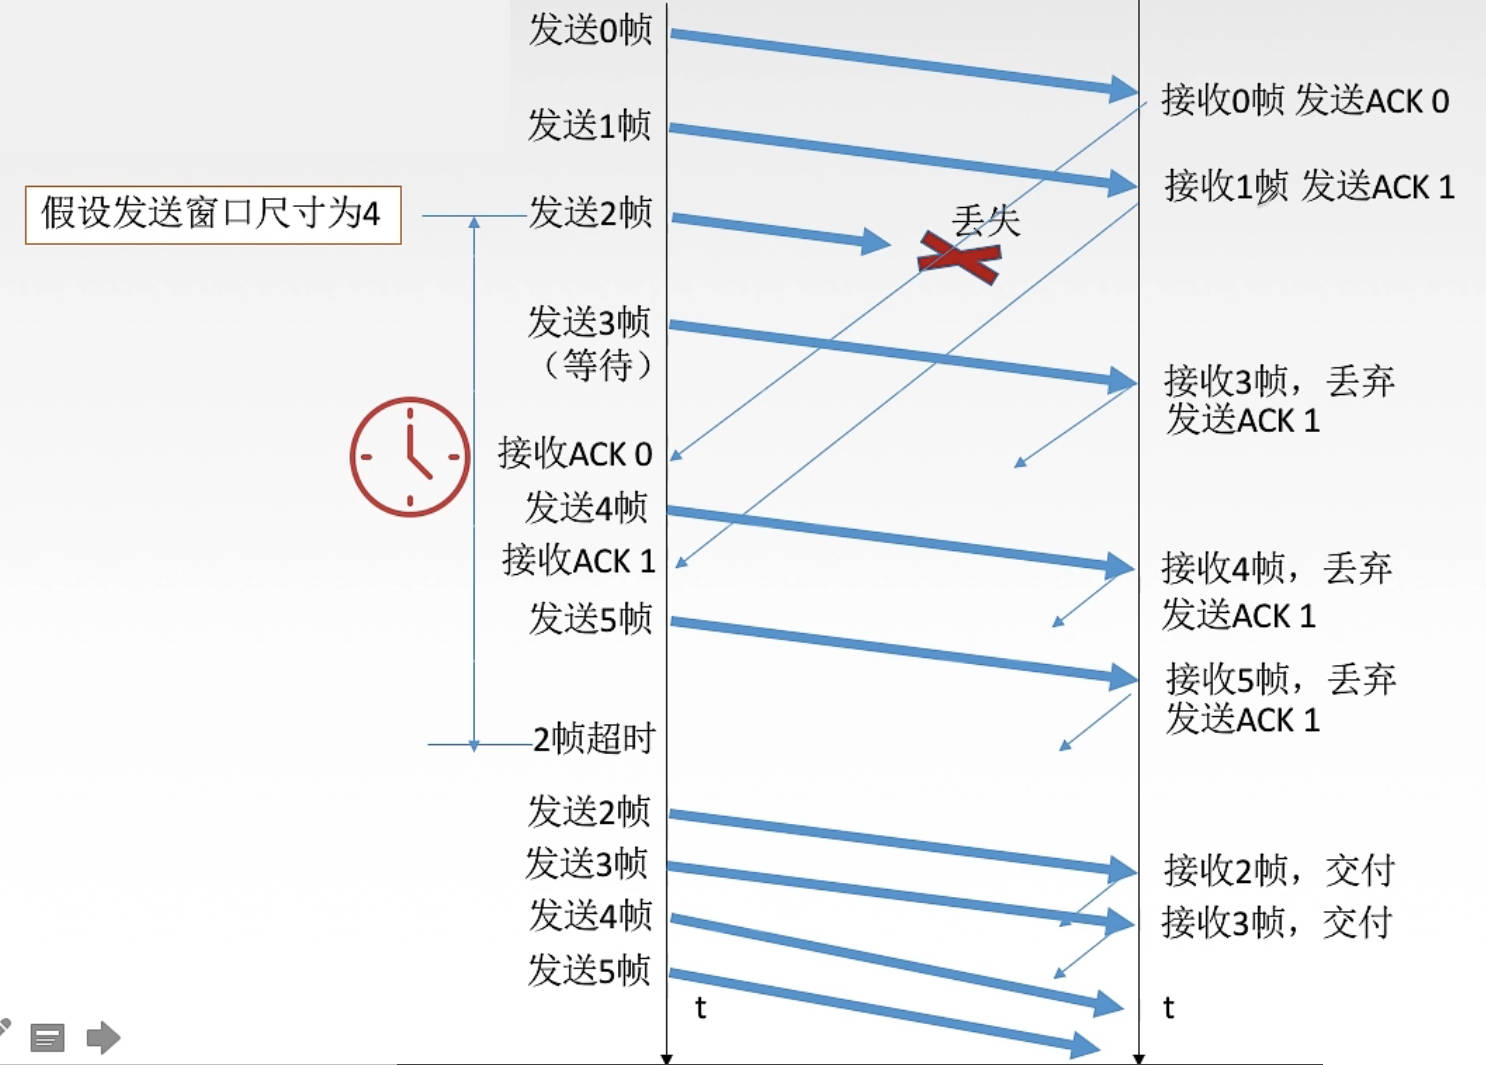 发送0帧
接收0帧 发送ACK 0
发送1帧
接收1帧 发送ACK 1
假设发送窗口尺寸为4
发送2帧
丢失
发送3帧
（等待）
接收3帧，丢弃
发送ACK 1
接收ACK 0
发送4帧
接收ACK 1
接收4帧，丢弃
发送ACK 1
发送5帧
接收5帧，丢弃
发送ACK 1
2帧超时
发送2帧
发送3帧
接收2帧，交付
发送4帧
接收3帧，交付
发送5帧
t
t